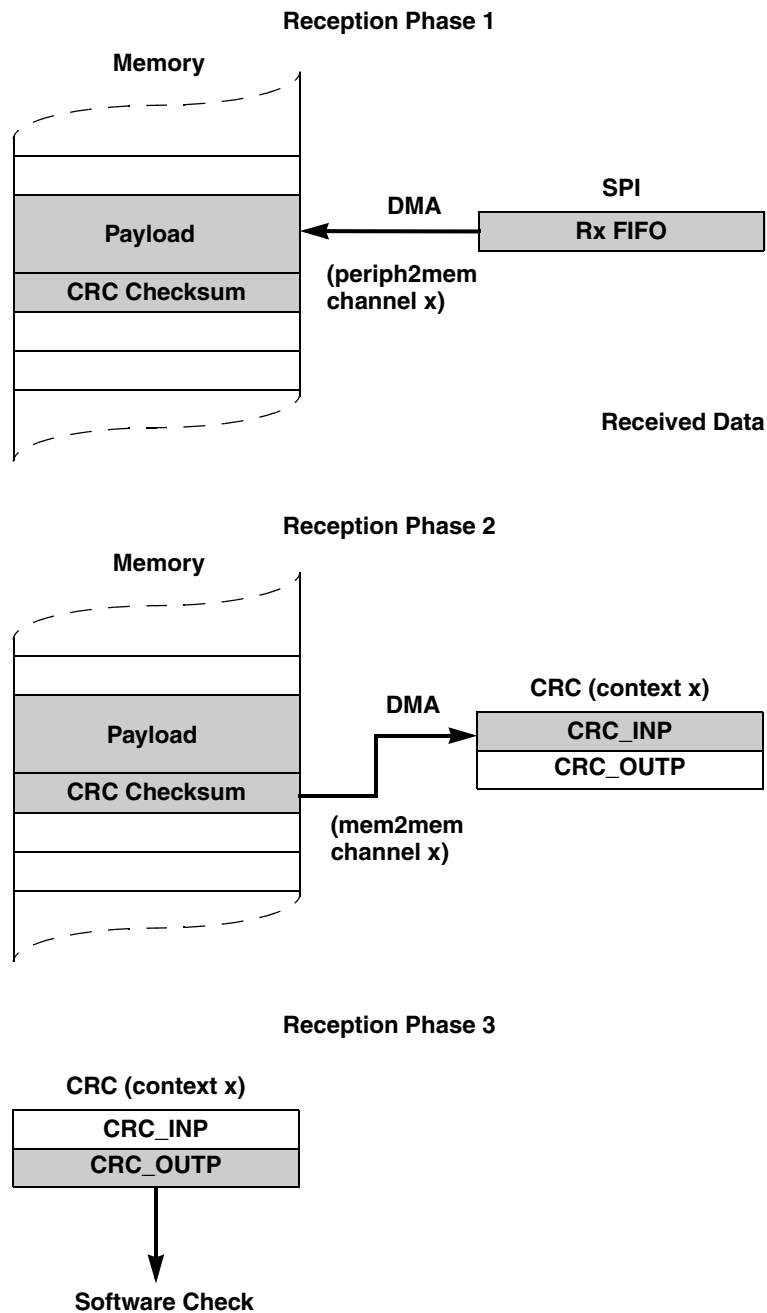 Reception Phase 1
Memory
SPI
DMA
Rx FIFO
Payload
(periph2mem
channel x)
CRC Checksum
Received Data
Reception Phase 2
Memory
CRC (context x)
DMA
CRC_INP
Payload
CRC_OUTP
CRC Checksum
(mem2mem
channel x)
Reception Phase 3
CRC (context x)
CRC_INP
CRC_OUTP
Software Check